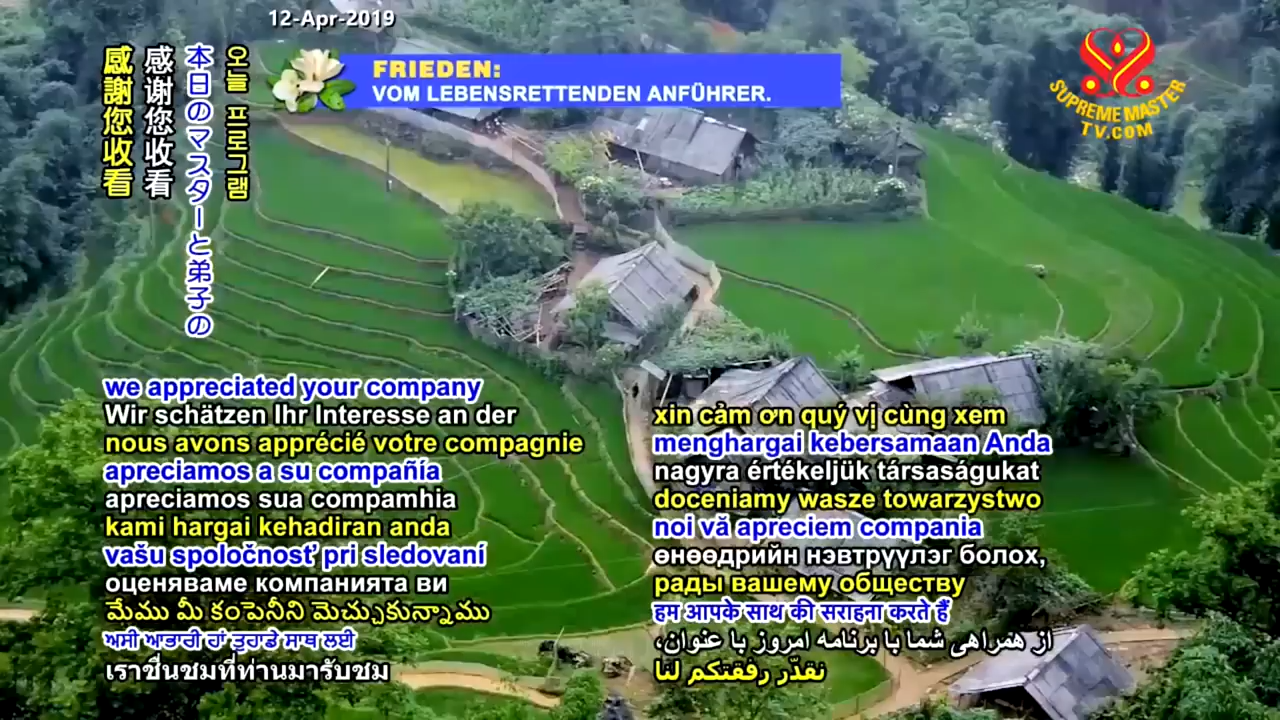 12-Apr-2019
FRIEDEN:
VOM LEBENSRETTENDEN ANFÜHRER.
SUPREME MASTER
TV.COM
感謝您收看
感谢您收看
本日のマスターと弟子の
오늘 프로그램
we appreciated your company
Wir schätzen Ihr Interesse an der
nous avons apprécié votre compagnie
apreciamos a su compañía
apreciamos sua compamhia
kami hargai kehadiran anda
vašu spoločnosť pri sledovaní
оценяваме компанията ви
మేము మీ కంపెనీని మెచ్చుకున్నాము
ਅਸੀ ਆਭਾਰੀ ਹਾਂ ਤੁਹਾਡੇ ਸਾਥ ਲਈ
เราชื่นชมที่ท่านมารับชม
xin cảm ơn quý vị cùng xem
menghargai kebersamaan Anda
nagyra értékeljük társaságukat
doceniamy wasze towarzystwo
noi vă apreciem compania
өнөөдрийн нэвтрүүлэг болох,
рады вашему обществу
हम आपके साथ की सराहना करते हैं
از همراهی شما با برنامه امروز با عنوان،
نقدّر رفقتكم لنا